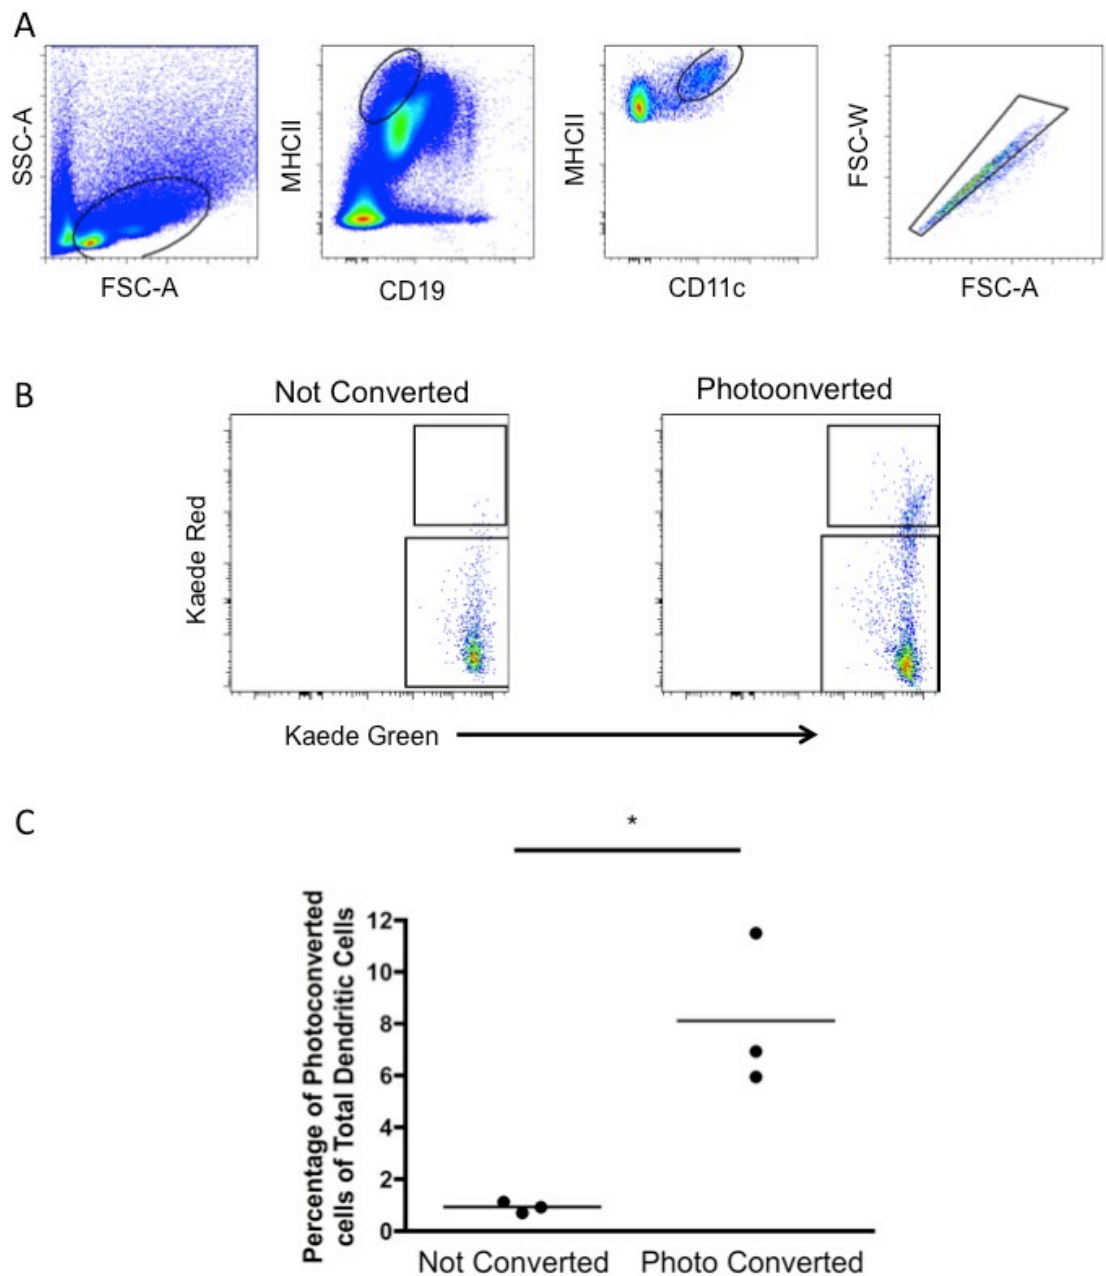 A
SSC-A
FSC-A
MHCII
CD19
MHCII
CD11c
FSC-W
FSC-A
B
Not Converted
Photoonverted
Kaede Red
Kaede Green
C
*
Percentage of Photoconverted
cells of Total Dendritic Cells
12
10
8
6
4
2
0
Not Converted
Photo Converted